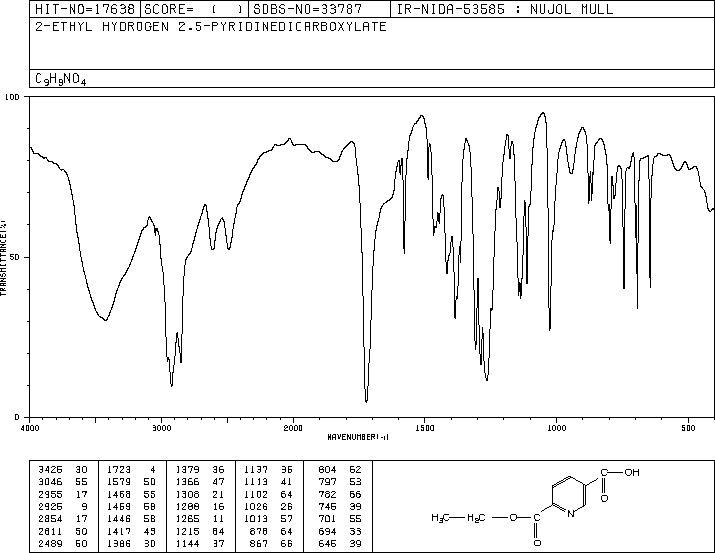 HIT-NO=17638 SCORE= ( ) SDBS-NO=33787 IR-NIDA-53585 : NUJOL MULL
2-ETHYL HYDROGEN 2.5-PYRIDINEDICARBOXYLATE
C9H9NO4
100
50
0
TRANSMITTANCE(%)
4000 3000 2000 1500 1000 500
WAVENUMBER(-1)
3425 30 1723 4 1379 36 1137 36 804 62
3046 55 1579 50 1366 47 1113 41 797 53
2955 17 1468 55 1308 21 1102 64 782 66
2925 9 1459 58 1288 16 1026 26 745 39
2854 17 1446 58 1265 11 1013 57 701 55
2611 50 1417 43 1215 64 878 64 694 33
2489 50 1386 30 1144 37 867 66 645 39
C OH
O
H3C H2C O C N
O